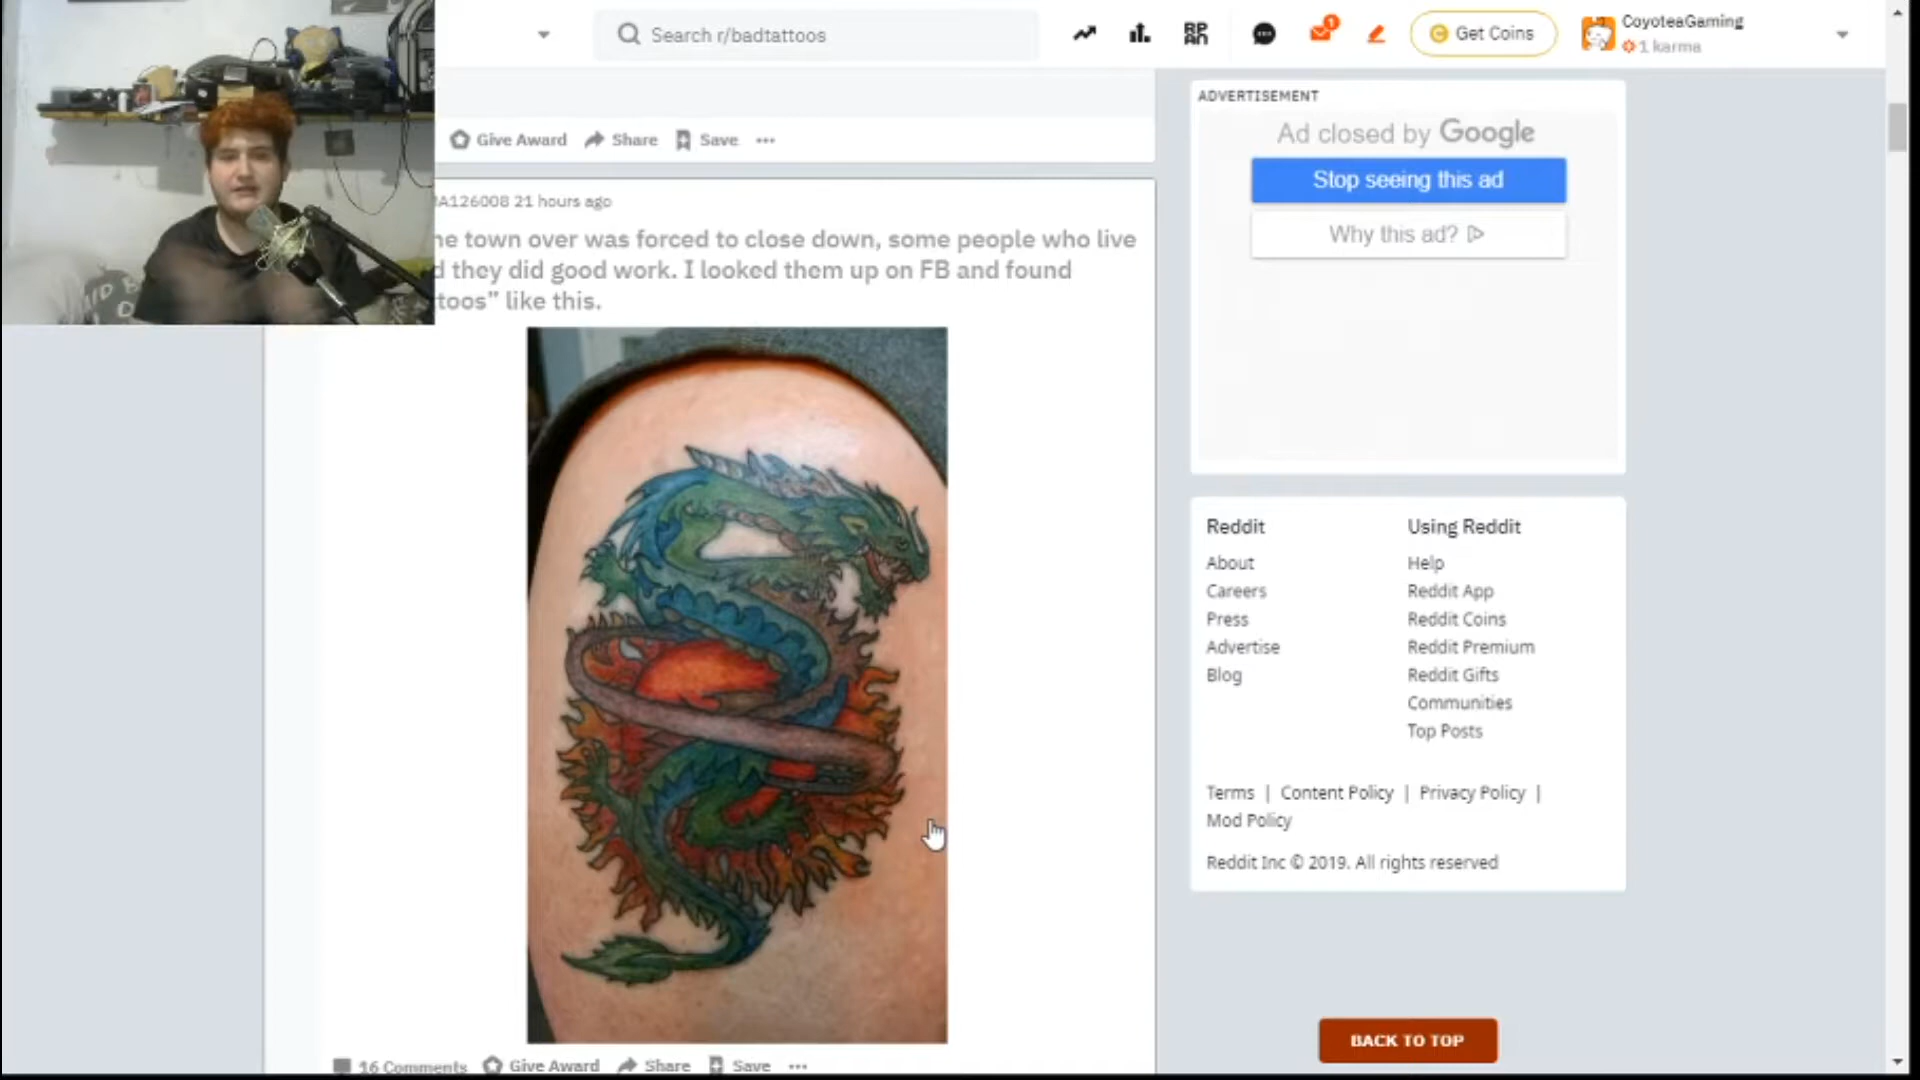 Search r/badtattoos
Get Coins
CoyoteaGaming
1 karma
Give Award Share Save
A126008 21 hours ago
ne town over was forced to close down, some people who live
d they did good work. I looked them up on FB and found
toos” like this.
16 Comments Give Award Share Save
ADVERTISEMENT
Ad closed by Google
Stop seeing this ad
Why this ad?
Reddit
About
Careers
Press
Advertise
Blog
Using Reddit
Help
Reddit App
Reddit Coins
Reddit Premium
Reddit Gifts
Communities
Top Posts
Terms | Content Policy | Privacy Policy |
Mod Policy
Reddit Inc © 2019. All rights reserved
BACK TO TOP